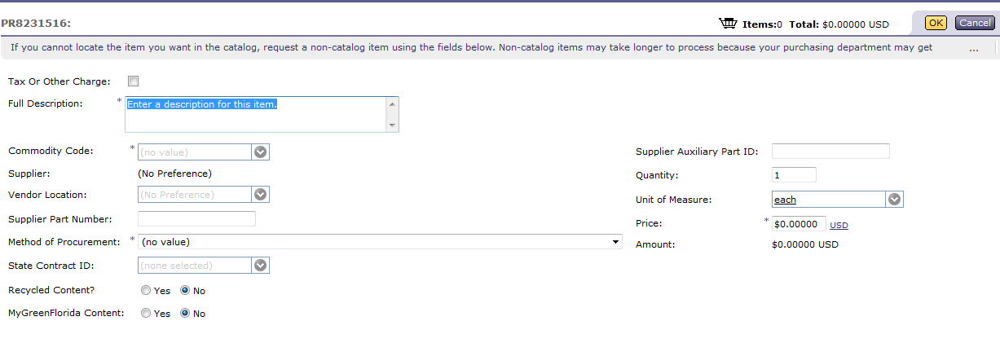 PR8231516:
Items:0 Total: $0.00000 USD
OK
Cancel
If you cannot locate the item you want in the catalog, request a non-catalog item using the fields below. Non-catalog items may take longer to process because your purchasing department may get ...
Tax Or Other Charge:
Full Description: * Enter a description for this item.
Commodity Code: * (no value)
Supplier: (No Preference)
Vendor Location: (No Preference)
Supplier Part Number:
Method of Procurement: * (no value)
State Contract ID: (none selected)
Recycled Content? Yes No
MyGreenFlorida Content: Yes No
Supplier Auxiliary Part ID:
Quantity: 1
Unit of Measure: each
Price: * $0.00000 USD
Amount: $0.00000 USD